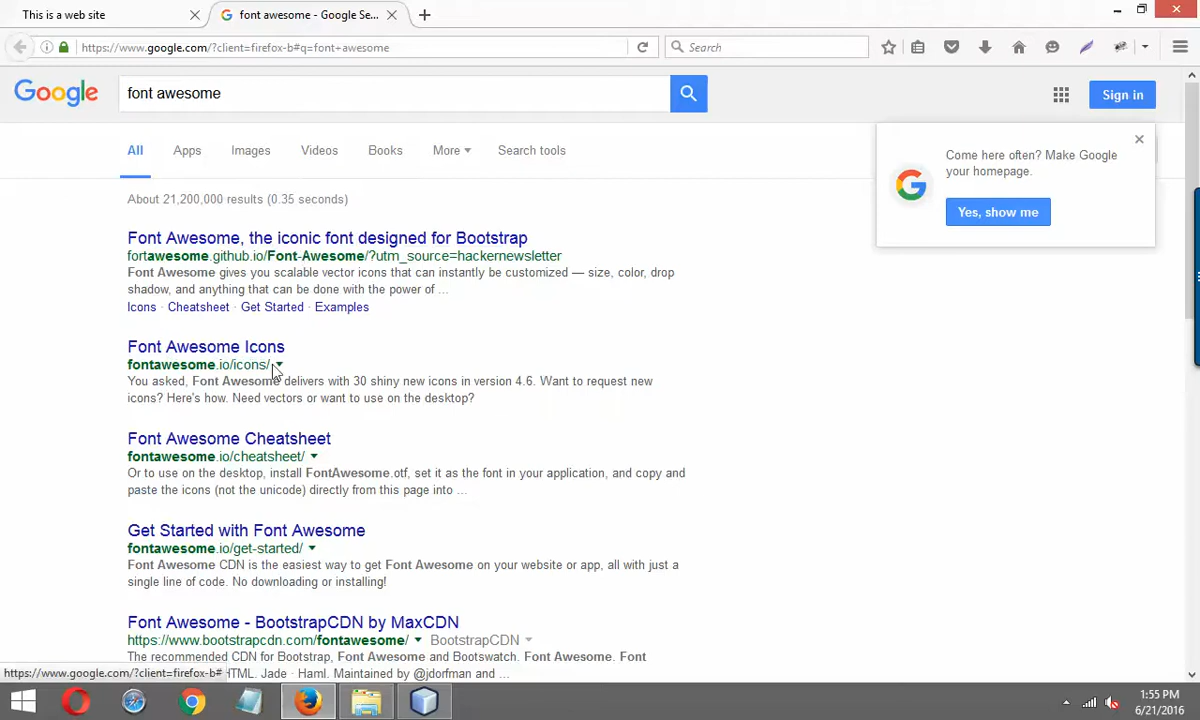 This is a web site
font awesome - Google Se...
https://www.google.com/?client=firefox-b#q=font+awesome
Search
Google
font awesome
Sign in
All
Apps
Images
Videos
Books
More
Search tools
Come here often? Make Google
your homepage.
Yes, show me
About 21,200,000 results (0.35 seconds)
Font Awesome, the iconic font designed for Bootstrap
fortawesome.github.io/Font-Awesome/?utm_source=hackernewsletter
Font Awesome gives you scalable vector icons that can instantly be customized — size, color, drop
shadow, and anything that can be done with the power of ...
Icons · Cheatsheet · Get Started · Examples
Font Awesome Icons
fontawesome.io/icons/
You asked, Font Awesome delivers with 30 shiny new icons in version 4.6. Want to request new
icons? Here's how. Need vectors or want to use on the desktop?
Font Awesome Cheatsheet
fontawesome.io/cheatsheet/
Or to use on the desktop, install FontAwesome.otf, set it as the font in your application, and copy and
paste the icons (not the unicode) directly from this page into ...
Get Started with Font Awesome
fontawesome.io/get-started/
Font Awesome CDN is the easiest way to get Font Awesome on your website or app, all with just a
single line of code. No downloading or installing!
Font Awesome - BootstrapCDN by MaxCDN
https://www.bootstrapcdn.com/fontawesome/ BootstrapCDN
The recommended CDN for Bootstrap, Font Awesome and Bootswatch. Font Awesome. Font
https://www.google.com/?client=firefox-b# HTML. Jade · Haml. Maintained by @jdorfman and ...
1:55 PM
6/21/2016